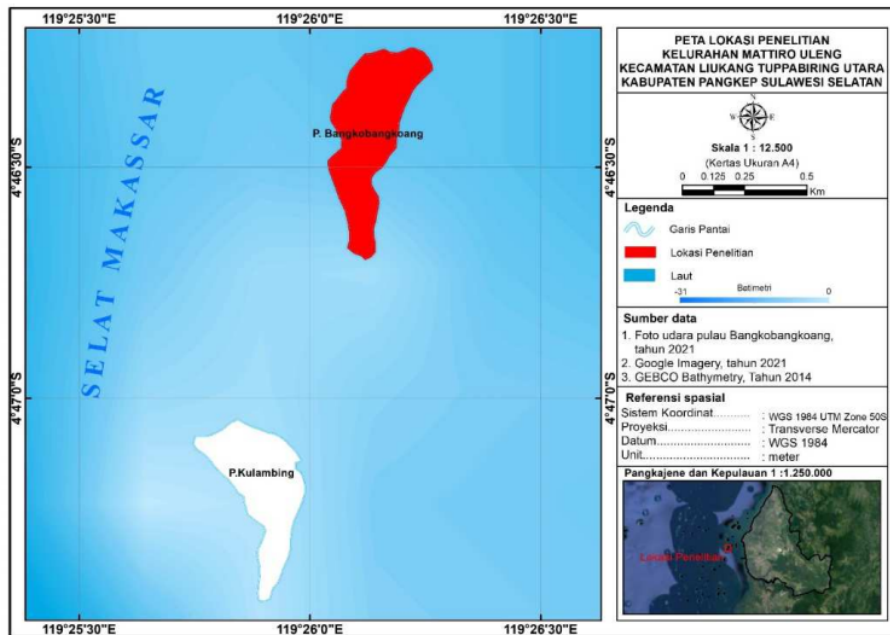 119°25'30"E 119°26'0"E 119°26'30"E
4°46'30"S
4°47'0"S
SELAT MAKASSAR
P. Bangkobangkoang
P.Kulambing
4°46'30"S
4°47'0"S
119°25'30"E 119°26'0"E 119°26'30"E
PETA LOKASI PENELITIAN
KELURAHAN MATTIRO ULENG
KECAMATAN LIUKANG TUPPABIRING UTARA
KABUPATEN PANGKEP SULAWESI SELATAN
N
W E
S
Skala 1 : 12.500
(Kertas Ukuran A4)
0 0.125 0.25 0.5
Km
Legenda
Garis Pantai
Lokasi Penelitian
Laut
Batimetri
-31 0
Sumber data
1. Foto udara pulau Bangkobangkoang,
tahun 2021
2. Google Imagery, tahun 2021
3. GEBCO Bathymetry, Tahun 2014
Referensi spasial
Sistem Koordinat.......... : WGS 1984 UTM Zone 50S
Proyeksi............................ : Transverse Mercator
Datum................................ : WGS 1984
Unit.................................... : meter
Pangkajene dan Kepulauan 1 :1.250.000
Lokasi Penelitian